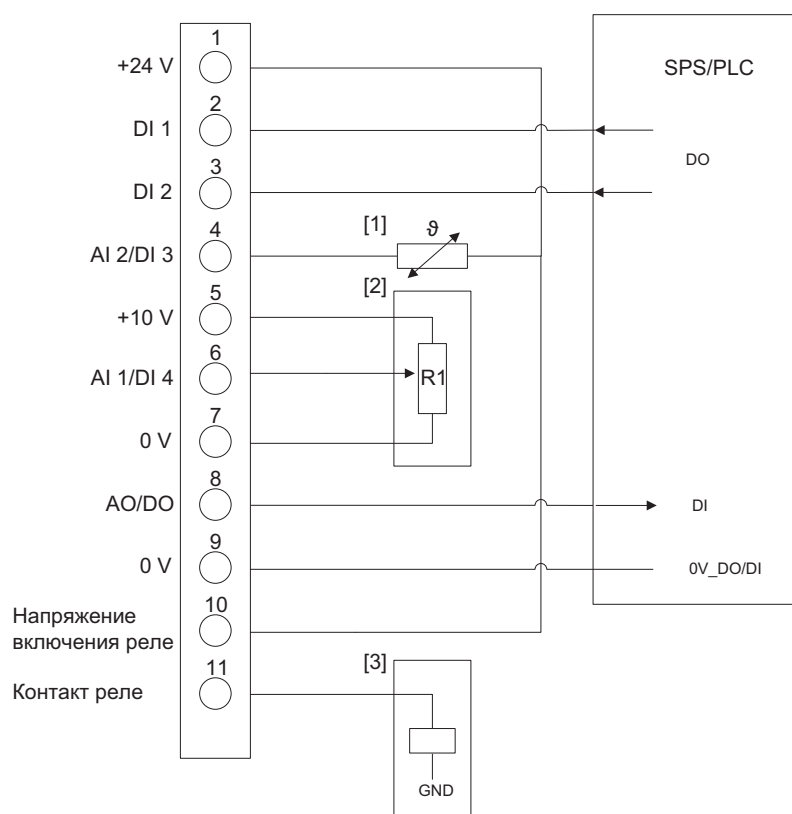 1
+24 V
SPS/PLC
2
DI 1
DO
3
DI 2
4
[1]
ϑ
AI 2/DI 3
5
[2]
+10 V
6
AI 1/DI 4
R1
7
0 V
8
AO/DO
DI
9
0 V
0V_DO/DI
10
Напряжение
включения реле
11
[3]
Контакт реле
GND